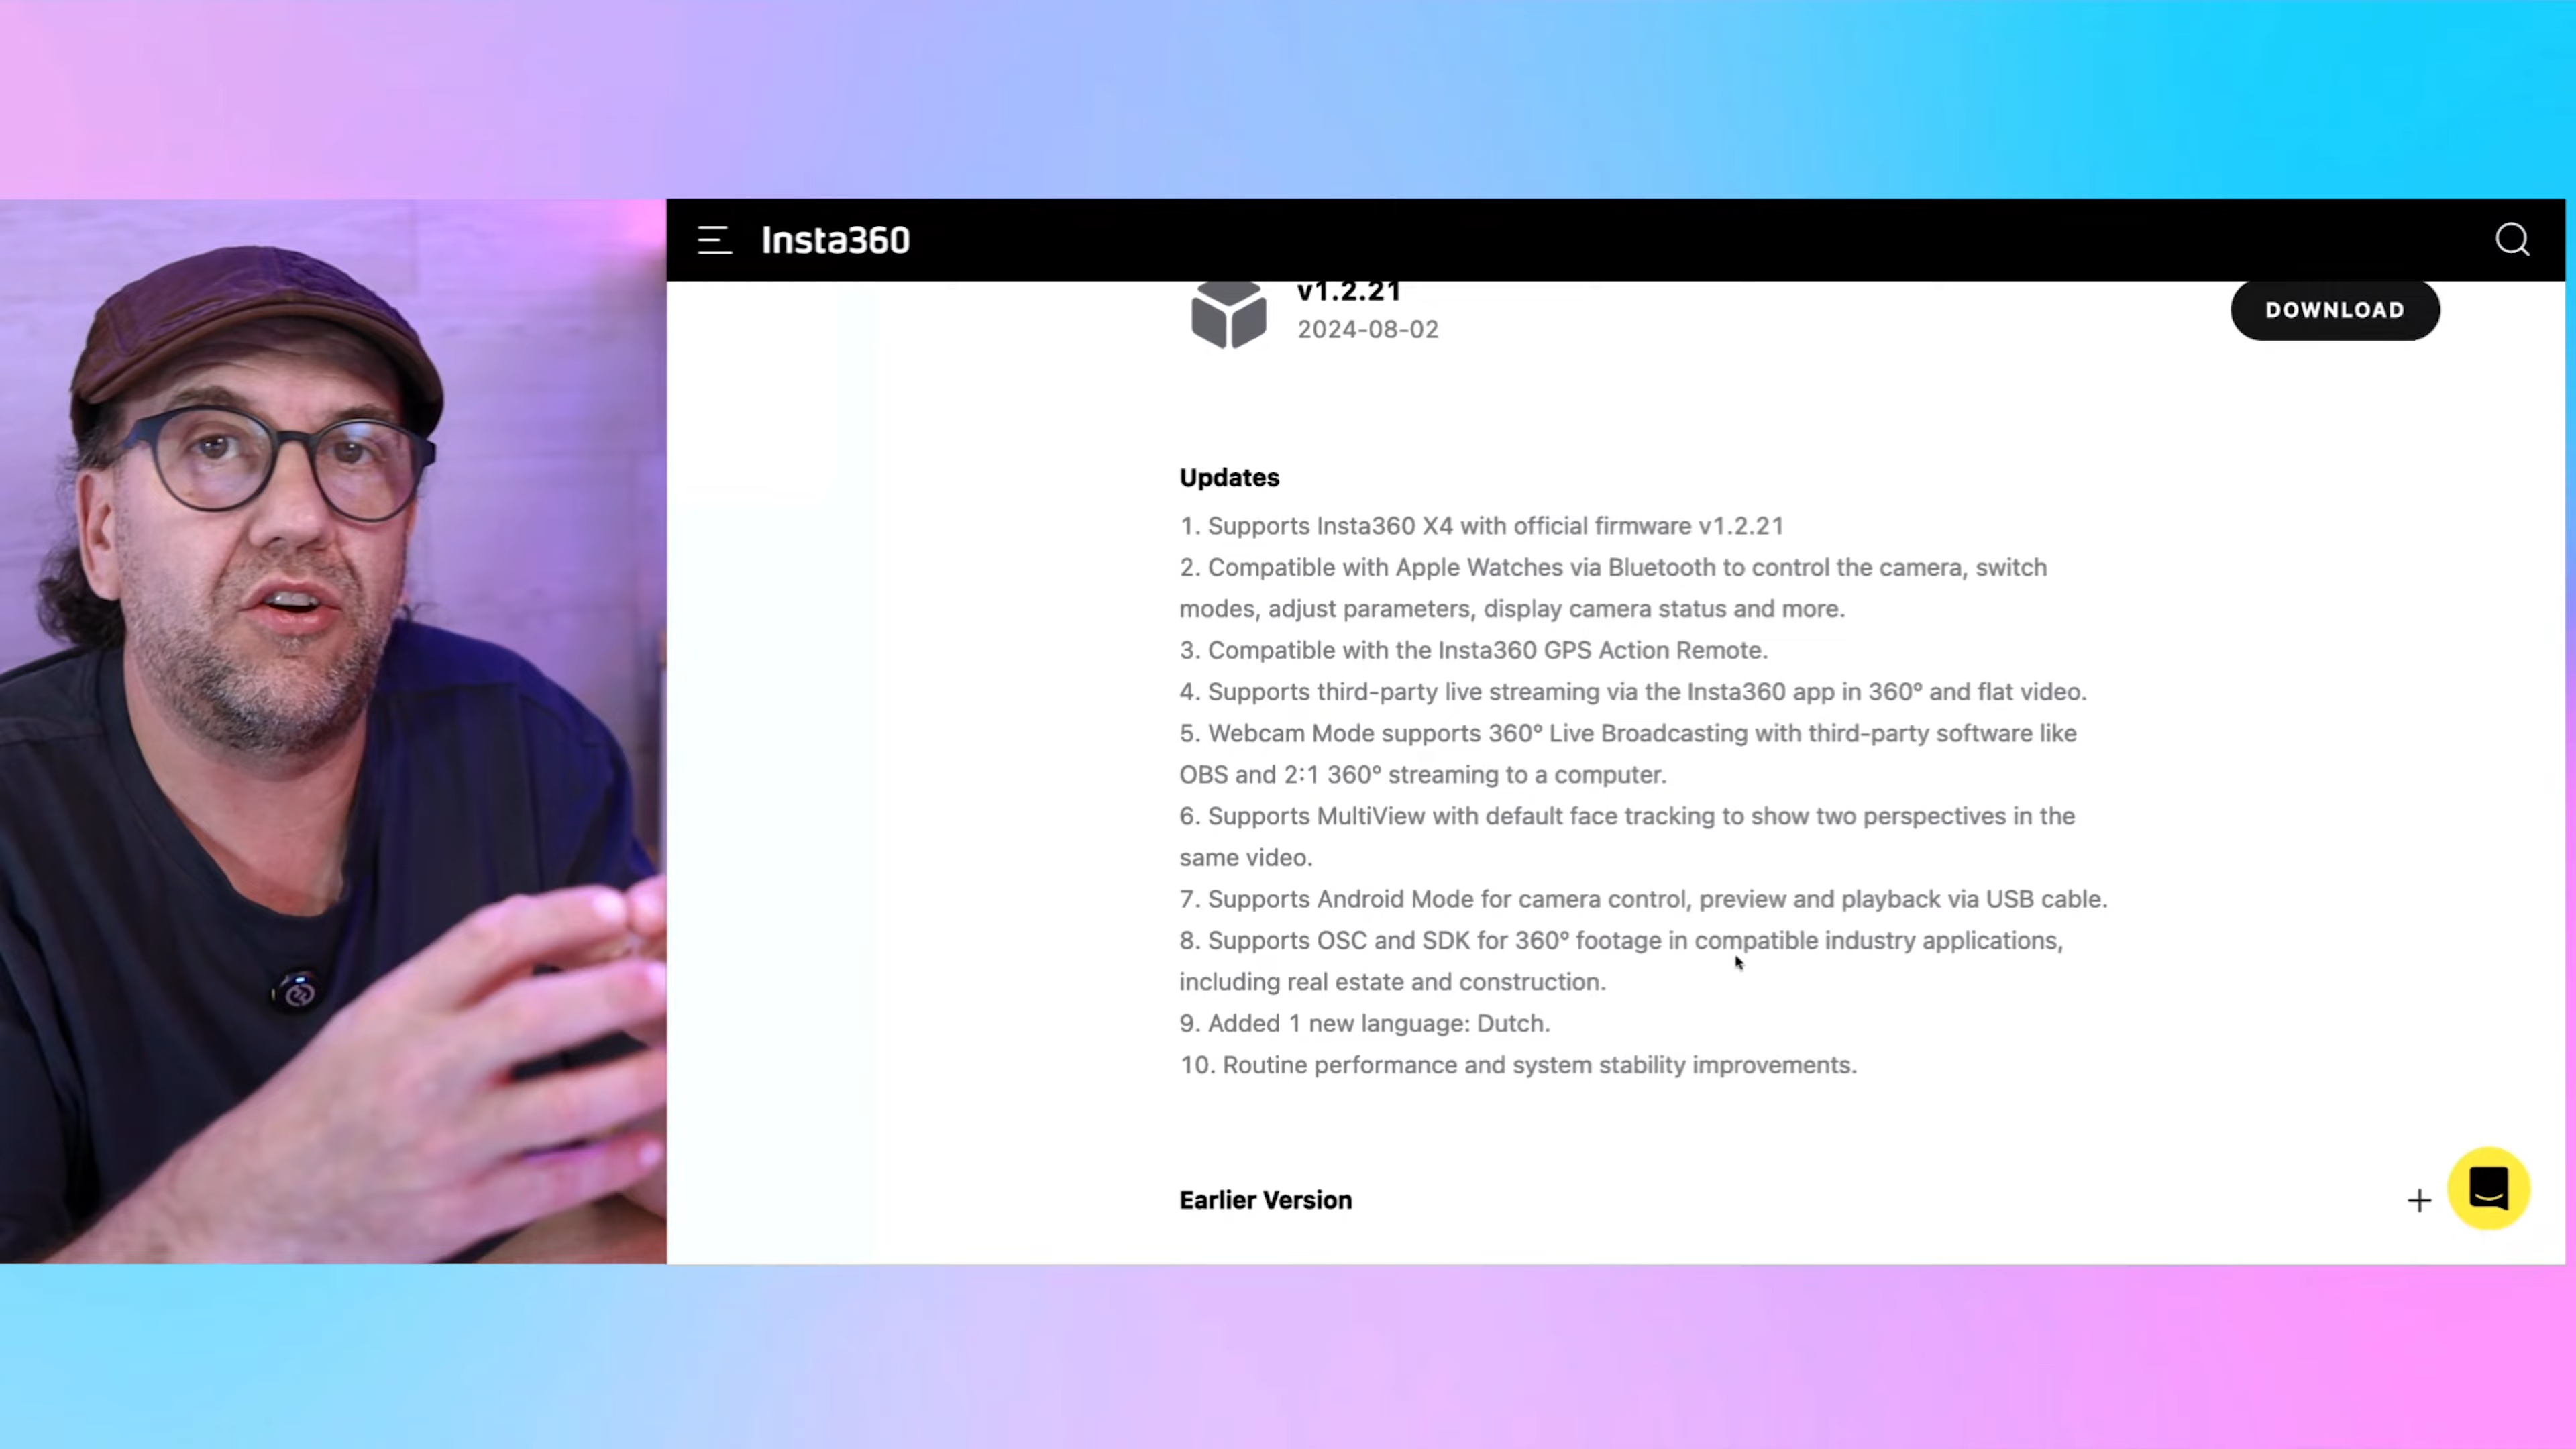 Insta360
v1.2.21
2024-08-02
DOWNLOAD
Updates
1. Supports Insta360 X4 with official firmware v1.2.21
2. Compatible with Apple Watches via Bluetooth to control the camera, switch
modes, adjust parameters, display camera status and more.
3. Compatible with the Insta360 GPS Action Remote.
4. Supports third-party live streaming via the Insta360 app in 360° and flat video.
5. Webcam Mode supports 360° Live Broadcasting with third-party software like
OBS and 2:1 360° streaming to a computer.
6. Supports MultiView with default face tracking to show two perspectives in the
same video.
7. Supports Android Mode for camera control, preview and playback via USB cable.
8. Supports OSC and SDK for 360° footage in compatible industry applications,
including real estate and construction.
9. Added 1 new language: Dutch.
10. Routine performance and system stability improvements.
Earlier Version